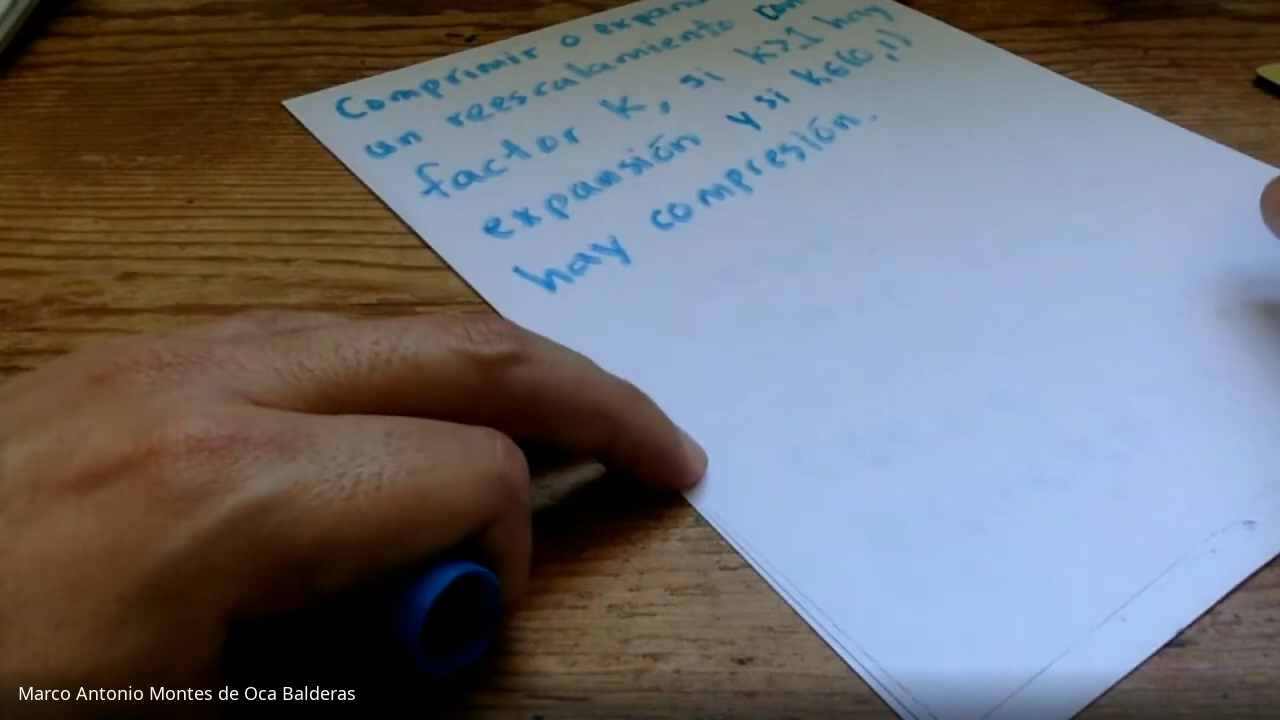 Comprimir o expan
un reescalamiento con
factor k, si k>1 hay
expansión y si k∈(0,1)
hay compresión.
Marco Antonio Montes de Oca Balderas